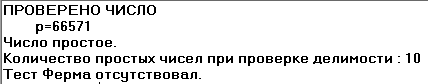 ПРОВЕРЕНО ЧИСЛО
p=66571
Число простое.
Количество простых чисел при проверке делимости : 10
Тест Ферма отсутствовал.